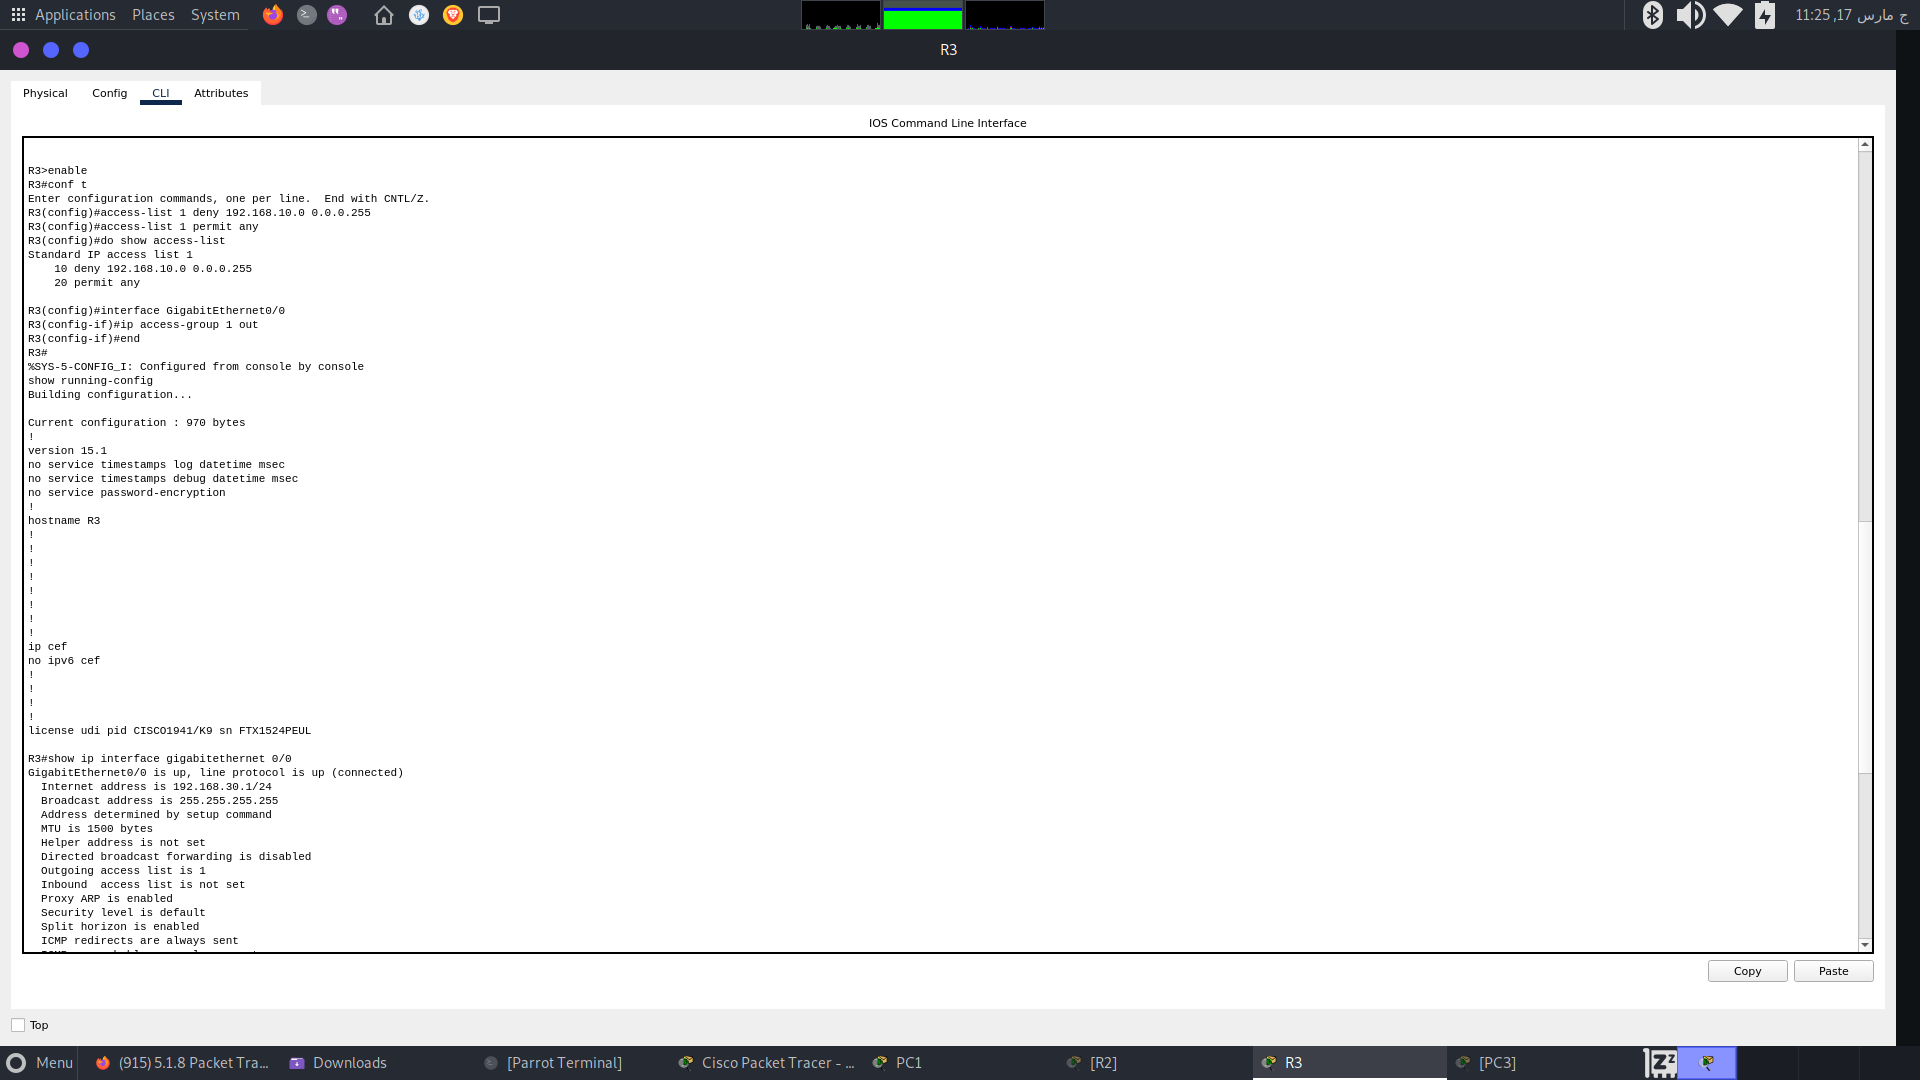 Applications Places System
11:25 ,17 مارس ج
R3
Physical Config CLI Attributes
IOS Command Line Interface
R3>enable
R3#conf t
Enter configuration commands, one per line.  End with CNTL/Z.
R3(config)#access-list 1 deny 192.168.10.0 0.0.0.255
R3(config)#access-list 1 permit any
R3(config)#do show access-list
Standard IP access list 1
    10 deny 192.168.10.0 0.0.0.255
    20 permit any
R3(config)#interface GigabitEthernet0/0
R3(config-if)#ip access-group 1 out
R3(config-if)#end
R3#
%SYS-5-CONFIG_I: Configured from console by console
show running-config
Building configuration...
Current configuration : 970 bytes
!
version 15.1
no service timestamps log datetime msec
no service timestamps debug datetime msec
no service password-encryption
!
hostname R3
!
!
!
!
!
!
!
!
ip cef
no ipv6 cef
!
!
!
!
license udi pid CISCO1941/K9 sn FTX1524PEUL
R3#show ip interface gigabitethernet 0/0
GigabitEthernet0/0 is up, line protocol is up (connected)
  Internet address is 192.168.30.1/24
  Broadcast address is 255.255.255.255
  Address determined by setup command
  MTU is 1500 bytes
  Helper address is not set
  Directed broadcast forwarding is disabled
  Outgoing access list is 1
  Inbound  access list is not set
  Proxy ARP is enabled
  Security level is default
  Split horizon is enabled
  ICMP redirects are always sent
Copy Paste
Top
Menu (915) 5.1.8 Packet Tra... Downloads [Parrot Terminal] Cisco Packet Tracer - ... PC1 [R2] R3 [PC3]